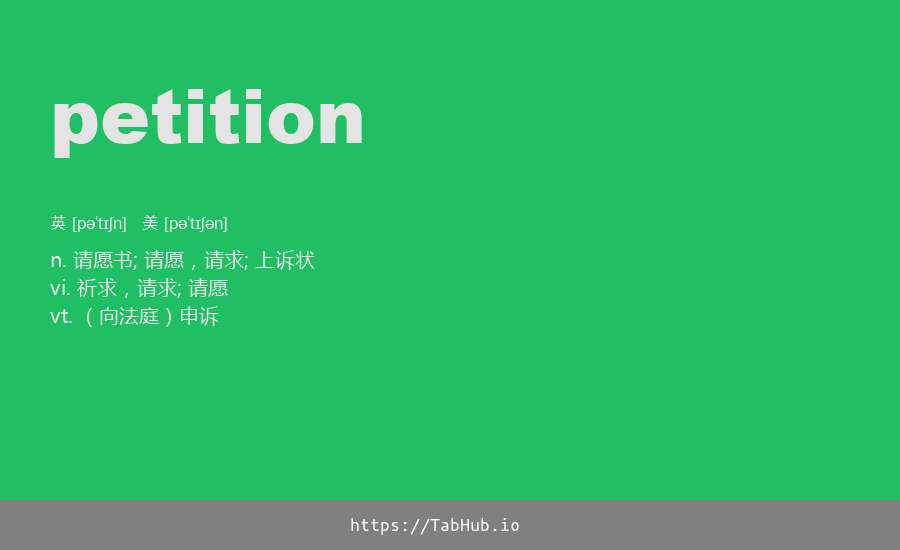 petition
英 [pə'tɪʃn] 美 [pə'tɪʃən]
n. 请愿书; 请愿，请求; 上诉状
vi. 祈求，请求; 请愿
vt. （向法庭）申诉
https://TabHub.io